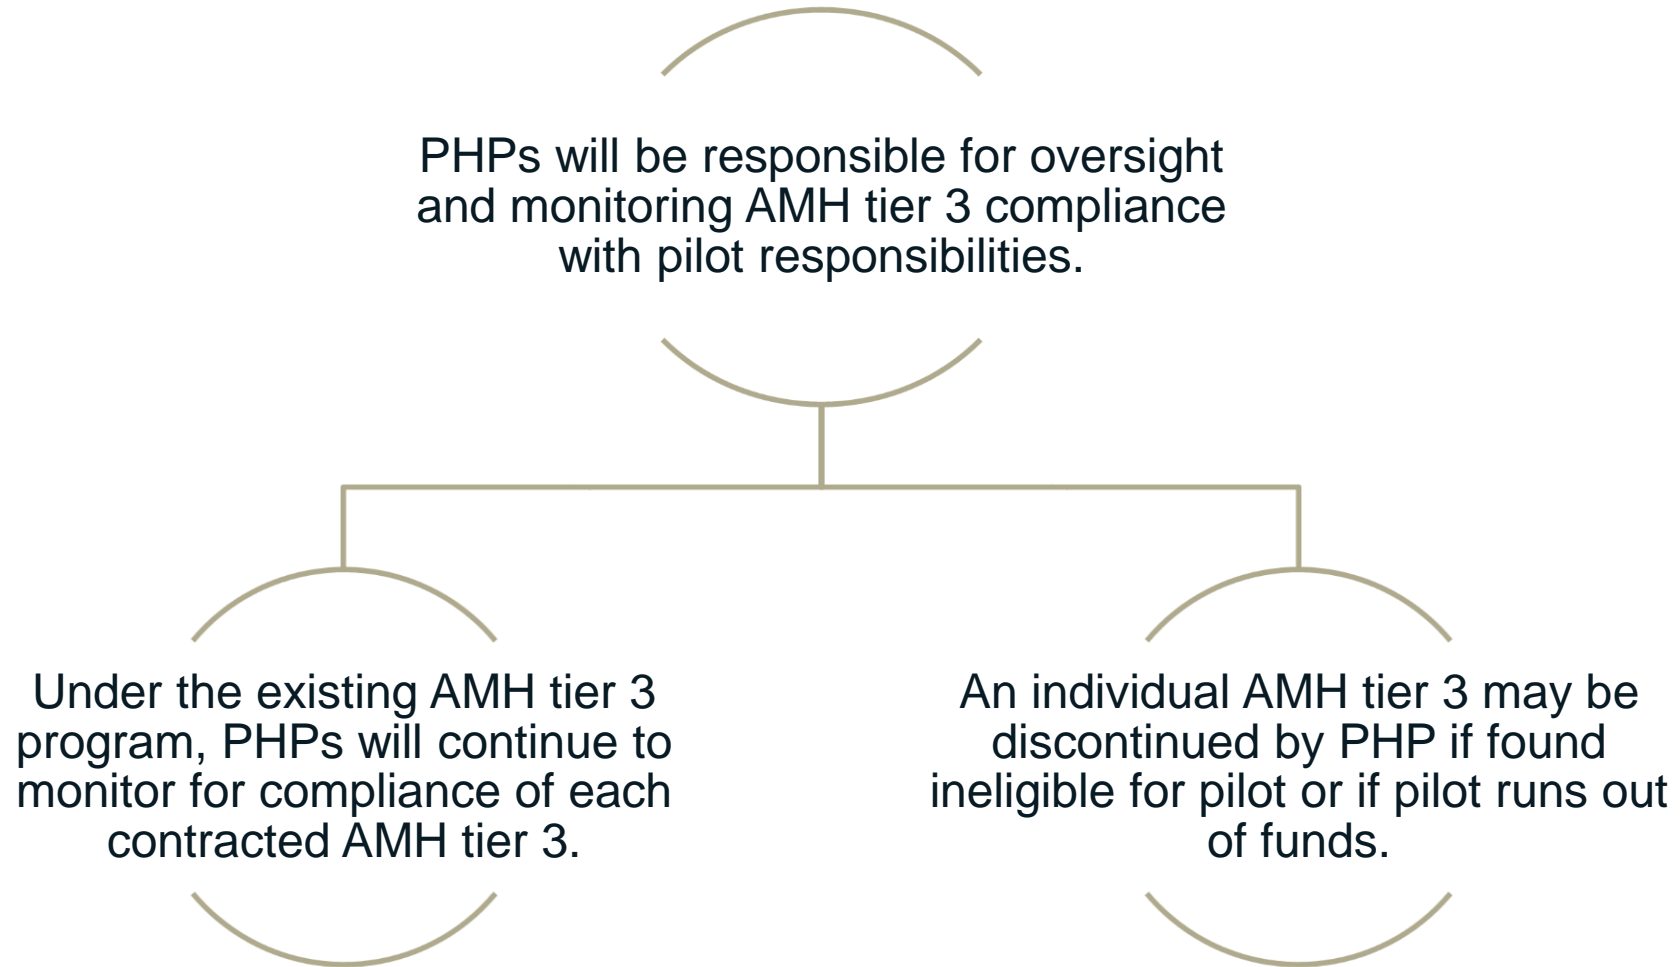 PHPs will be responsible for oversight
and monitoring AMH tier 3 compliance
with pilot responsibilities.
Under the existing AMH tier 3
program, PHPs will continue to
monitor for compliance of each
contracted AMH tier 3.
An individual AMH tier 3 may be
discontinued by PHP if found
ineligible for pilot or if pilot runs out
of funds.